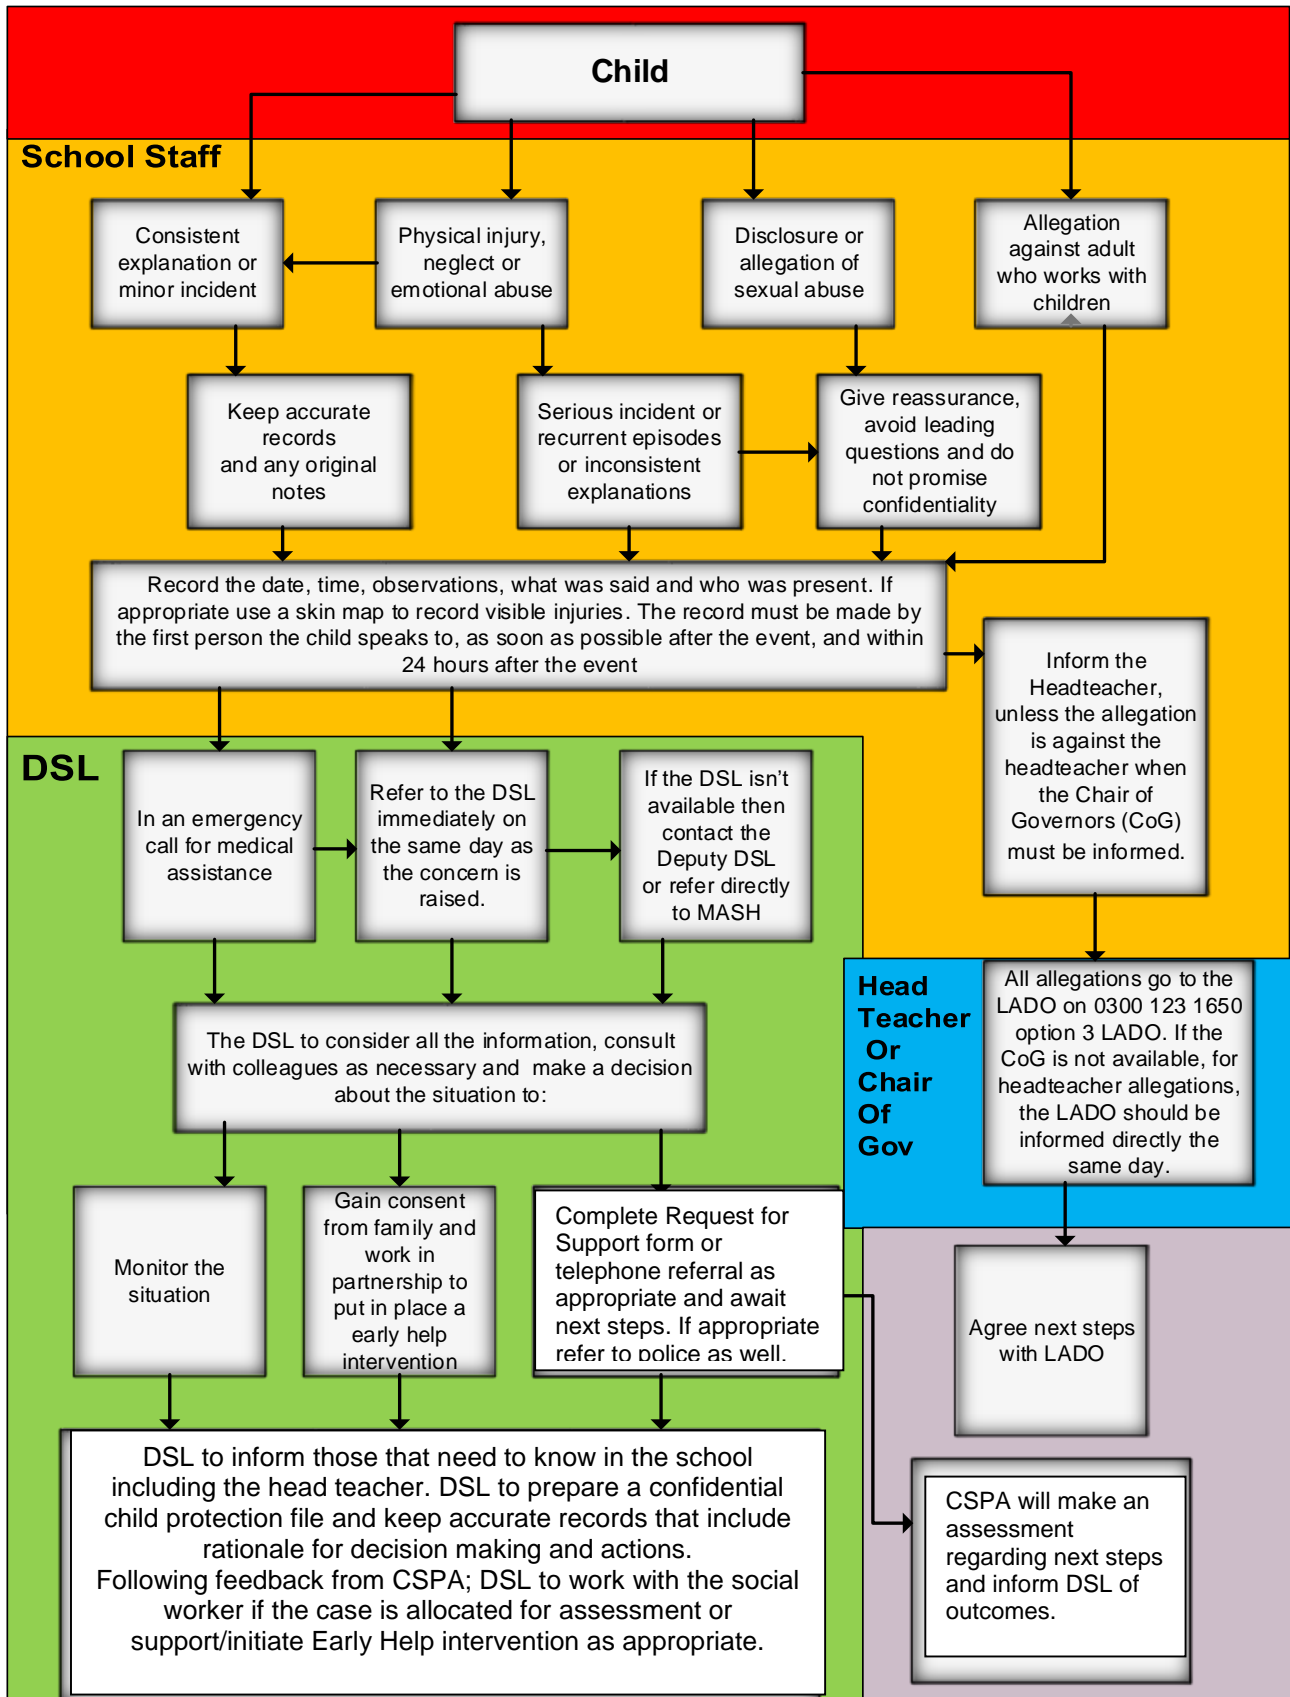 Child
School Staff
Consistent
explanation or
minor incident
Physical injury,
neglect or
emotional abuse
Disclosure or
allegation of
sexual abuse
Allegation
against adult
who works with
children
Keep accurate
records
and any original
notes
Serious incident or
recurrent episodes
or inconsistent
explanations
Give reassurance,
avoid leading
questions and do
not promise
confidentiality
Record the date, time, observations, what was said and who was present. If
appropriate use a skin map to record visible injuries. The record must be made by
the first person the child speaks to, as soon as possible after the event, and within
24 hours after the event
Inform the
Headteacher,
unless the allegation
is against the
headteacher when
the Chair of
Governors (CoG)
must be informed.
DSL
In an emergency
call for medical
assistance
Refer to the DSL
immediately on
the same day as
the concern is
raised.
If the DSL isn't
available then
contact the
Deputy DSL
or refer directly
to MASH
Head
Teacher
Or
Chair
Of
Gov
All allegations go to the
LADO on 0300 123 1650
option 3 LADO. If the
CoG is not available, for
headteacher allegations,
the LADO should be
informed directly the
same day.
The DSL to consider all the information, consult
with colleagues as necessary and make a decision
about the situation to:
Monitor the
situation
Gain consent
from family and
work in
partnership to
put in place a
early help
intervention
Complete Request for
Support form or
telephone referral as
appropriate and await
next steps. If appropriate
refer to police as well.
Agree next steps
with LADO
DSL to inform those that need to know in the school
including the head teacher. DSL to prepare a confidential
child protection file and keep accurate records that include
rationale for decision making and actions.
Following feedback from CSPA; DSL to work with the social
worker if the case is allocated for assessment or
support/initiate Early Help intervention as appropriate.
CSPA will make an
assessment
regarding next steps
and inform DSL of
outcomes.